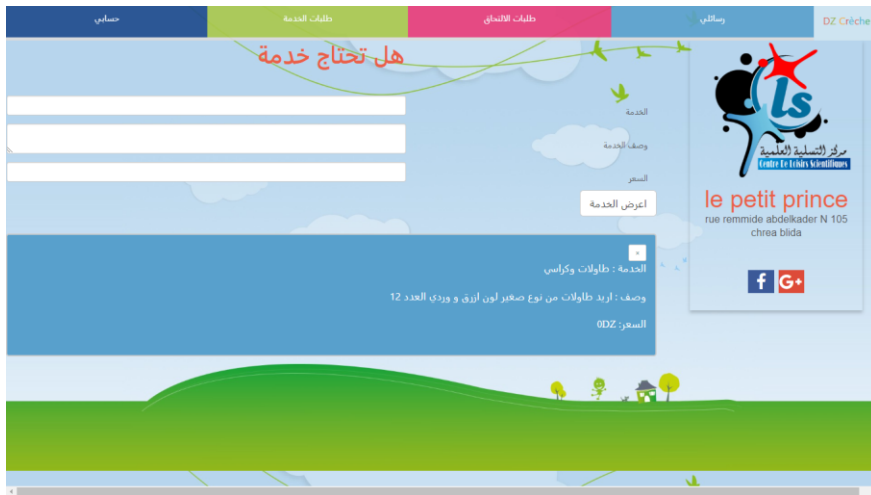 DZ Crèche
رسائلي
طلبات الالتحاق
طلبات الخدمة
حسابي
هل تحتاج خدمة
الخدمة
وصف الخدمة
السعر
اعرض الخدمة
×
الخدمة : طاولات وكراسي
وصف : اريد طاولات من نوع صغير لون ازرق و وردي العدد 12
السعر: 0DZ
ls
مركز التسلية العلمية
Centre De Loisirs Scientifiques
le petit prince
rue remmide abdelkader N 105
chrea blida
f G+